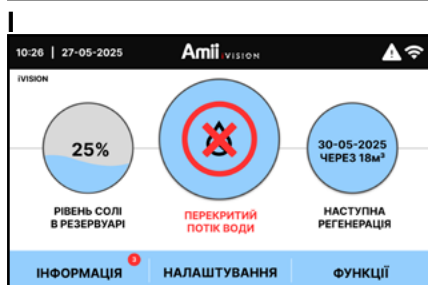 10:26 | 27-05-2025
Amii iVISION
iVISION
25%
30-05-2025
ЧЕРЕЗ 18м³
РІВЕНЬ СОЛІ
В РЕЗЕРВУАРІ
ПЕРЕКРИТИЙ
ПОТІК ВОДИ
НАСТУПНА
РЕГЕНЕРАЦІЯ
3
ІНФОРМАЦІЯ
НАЛАШТУВАННЯ
ФУНКЦІЇ